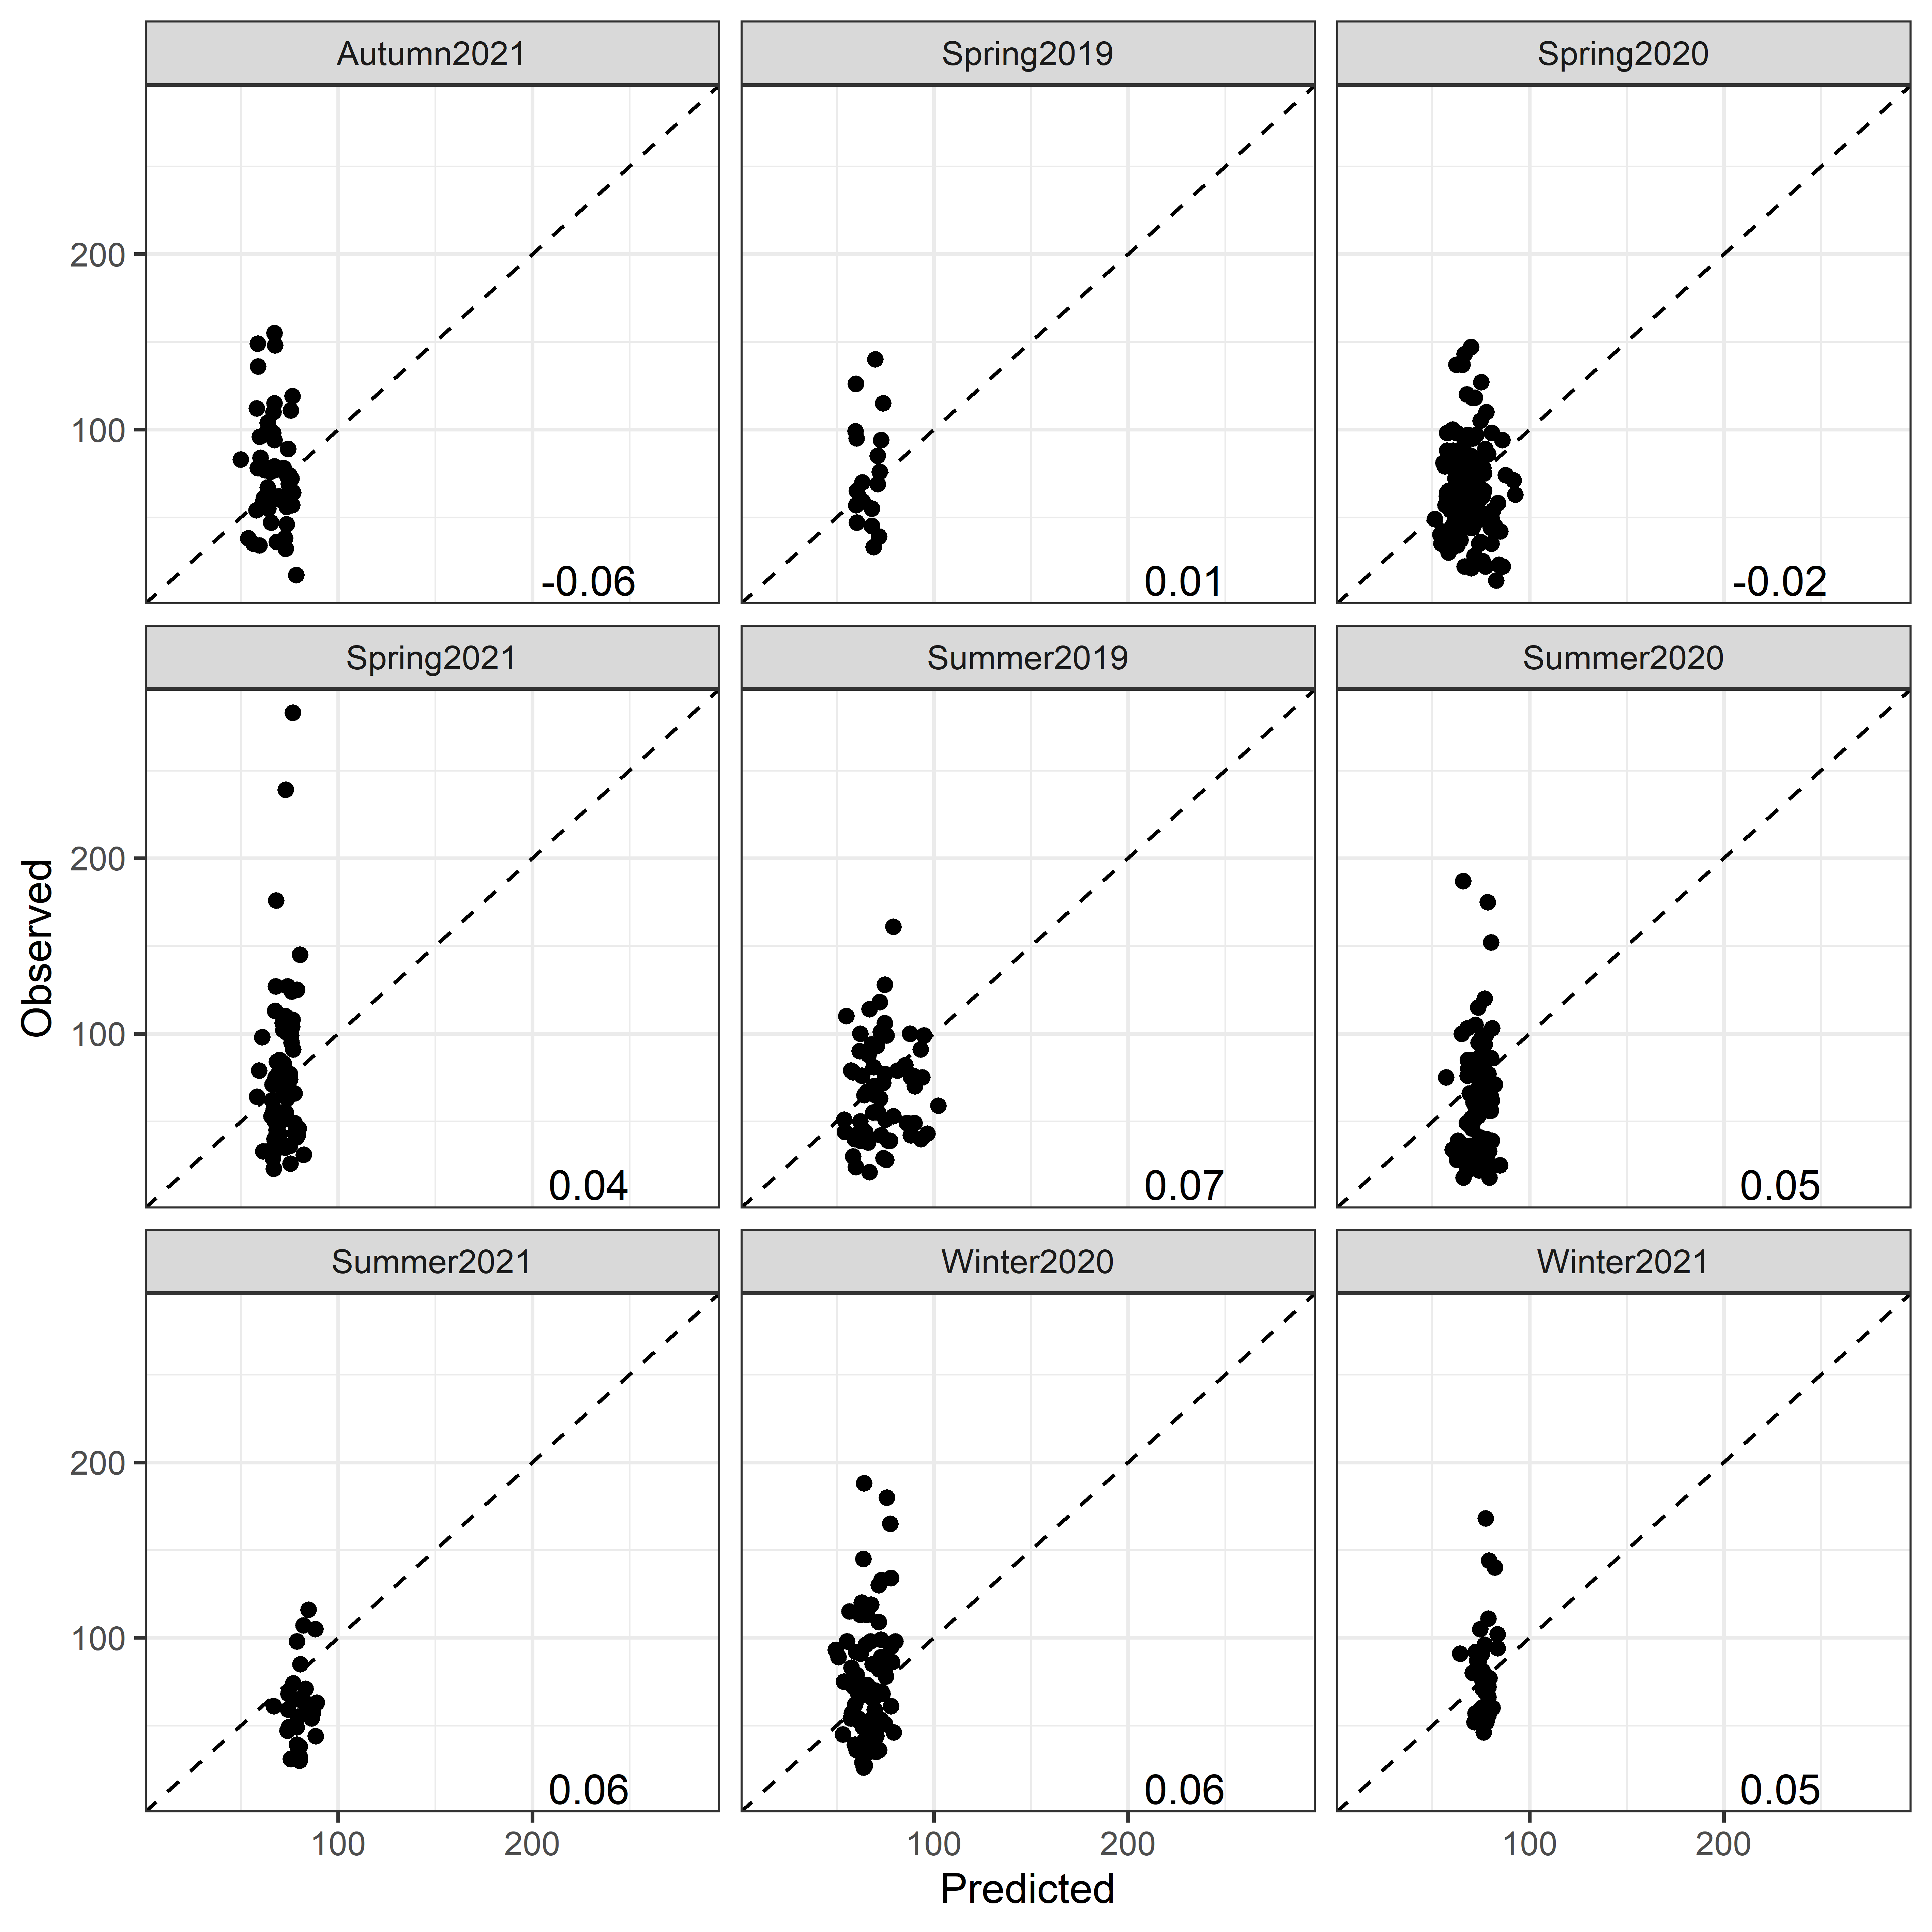 Autumn2021 Spring2019 Spring2020
200
100
-0.06 0.01 -0.02
Spring2021 Summer2019 Summer2020
200
Observed
100
0.04 0.07 0.05
Summer2021 Winter2020 Winter2021
200
100
0.06 0.06 0.05
100 200 100 200 100 200
Predicted